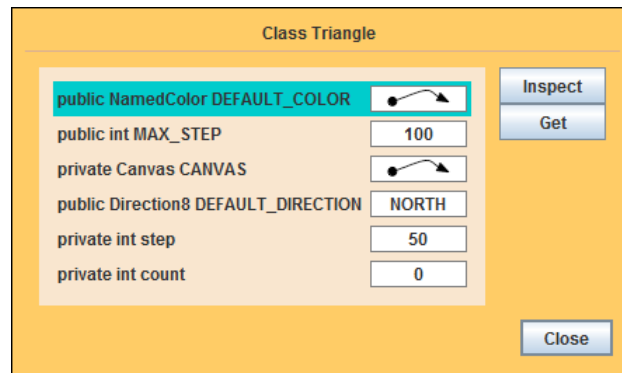 Class Triangle
public NamedColor DEFAULT_COLOR
public int MAX_STEP 100
private Canvas CANVAS
public Direction8 DEFAULT_DIRECTION NORTH
private int step 50
private int count 0
Inspect
Get
Close